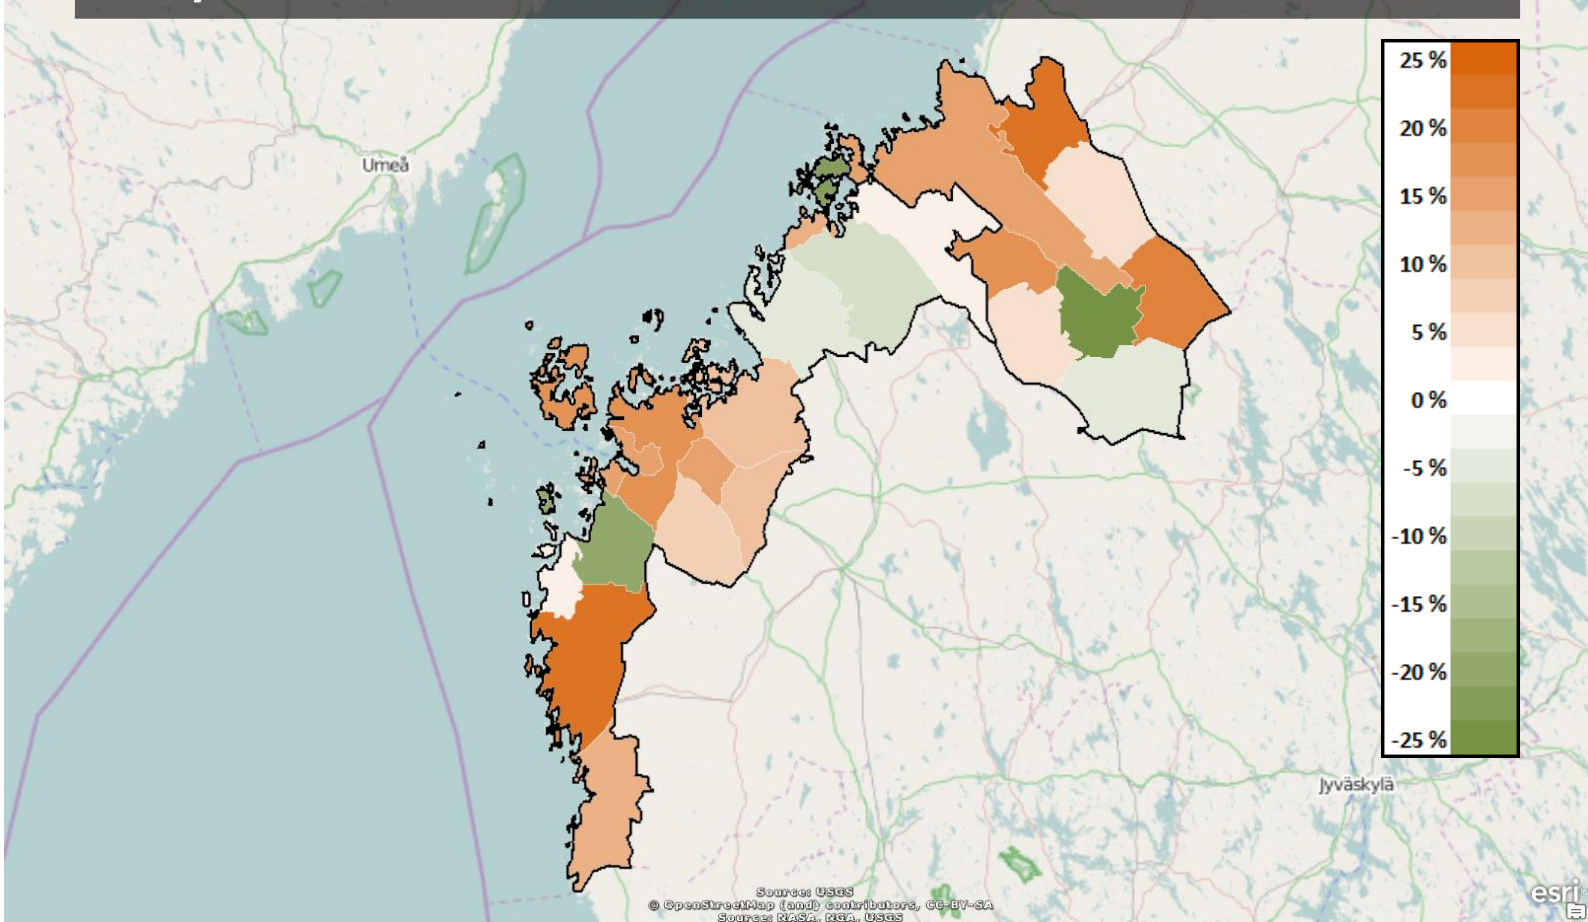 Umeå
25 %
20 %
15 %
10 %
5 %
0 %
-5 %
-10 %
-15 %
-20 %
-25 %
Jyväskylä
Source: USGS
© OpenStreetMap (and) contributors, CC-BY-SA
Source: NASA, NGA, USGS
esri